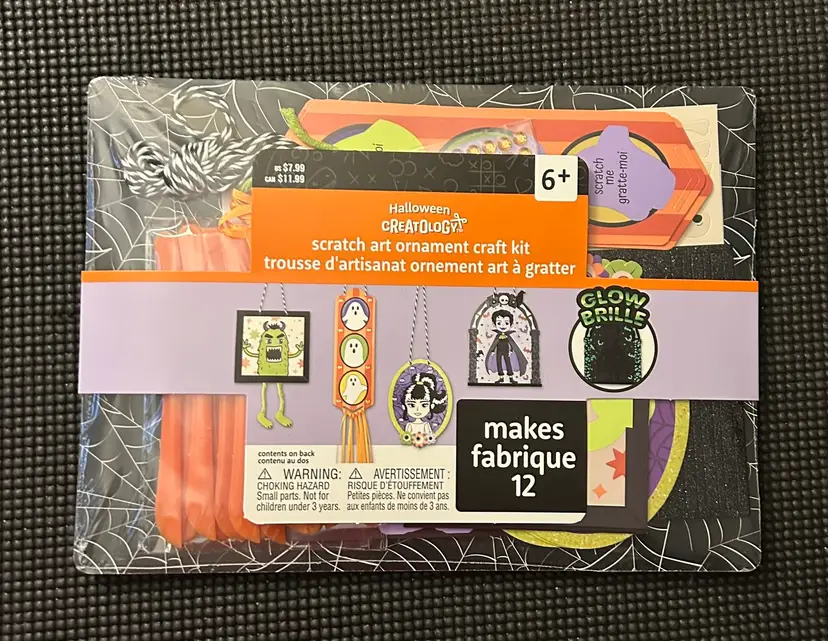 US $7.99
CAN $11.99
6+
Halloween
CREATOLOGY
scratch art ornament craft kit
trousse d'artisanat ornement art à gratter
scratch
me
gratte-moi
GLOW
BRILLE
makes
fabrique
12
contents on back
contenu au dos
WARNING:
CHOKING HAZARD
Small parts. Not for
children under 3 years.
AVERTISSEMENT :
RISQUE D'ÉTOUFFEMENT
Petites pièces. Ne convient pas
aux enfants de moins de 3 ans.